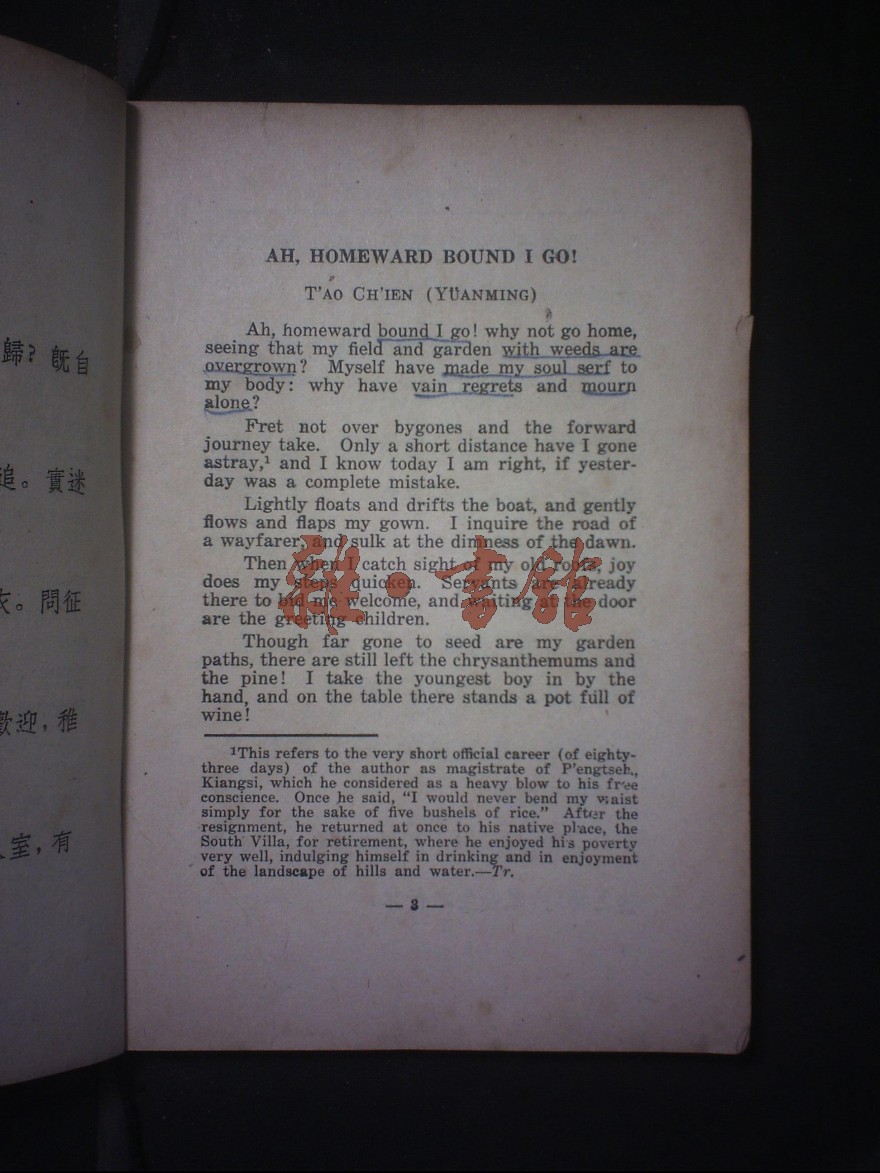 歸？既自
追。實迷
衣。問征
歡迎，稚
室，有
AH, HOMEWARD BOUND I GO!
T'AO CH'IEN (YÜANMING)
Ah, homeward bound I go! why not go home,
seeing that my field and garden with weeds are
overgrown? Myself have made my soul serf to
my body: why have vain regrets and mourn
alone?
Fret not over bygones and the forward
journey take. Only a short distance have I gone
astray,¹ and I know today I am right, if yester-
day was a complete mistake.
Lightly floats and drifts the boat, and gently
flows and flaps my gown. I inquire the road of
a wayfarer, and sulk at the dimness of the dawn.
Then when I catch sight of my old roofs, joy
does my steps quicken. Servants are already
there to bid me welcome, and waiting at the door
are the greeting children.
Though far gone to seed are my garden
paths, there are still left the chrysanthemums and
the pine! I take the youngest boy in by the
hand, and on the table there stands a pot full of
wine!
¹This refers to the very short official career (of eighty-
three days) of the author as magistrate of P'engtseh,
Kiangsi, which he considered as a heavy blow to his free
conscience. Once he said, “I would never bend my waist
simply for the sake of five bushels of rice.” After the
resignment, he returned at once to his native place, the
South Villa, for retirement, where he enjoyed his poverty
very well, indulging himself in drinking and in enjoyment
of the landscape of hills and water.—Tr.
— 3 —
雜·書館